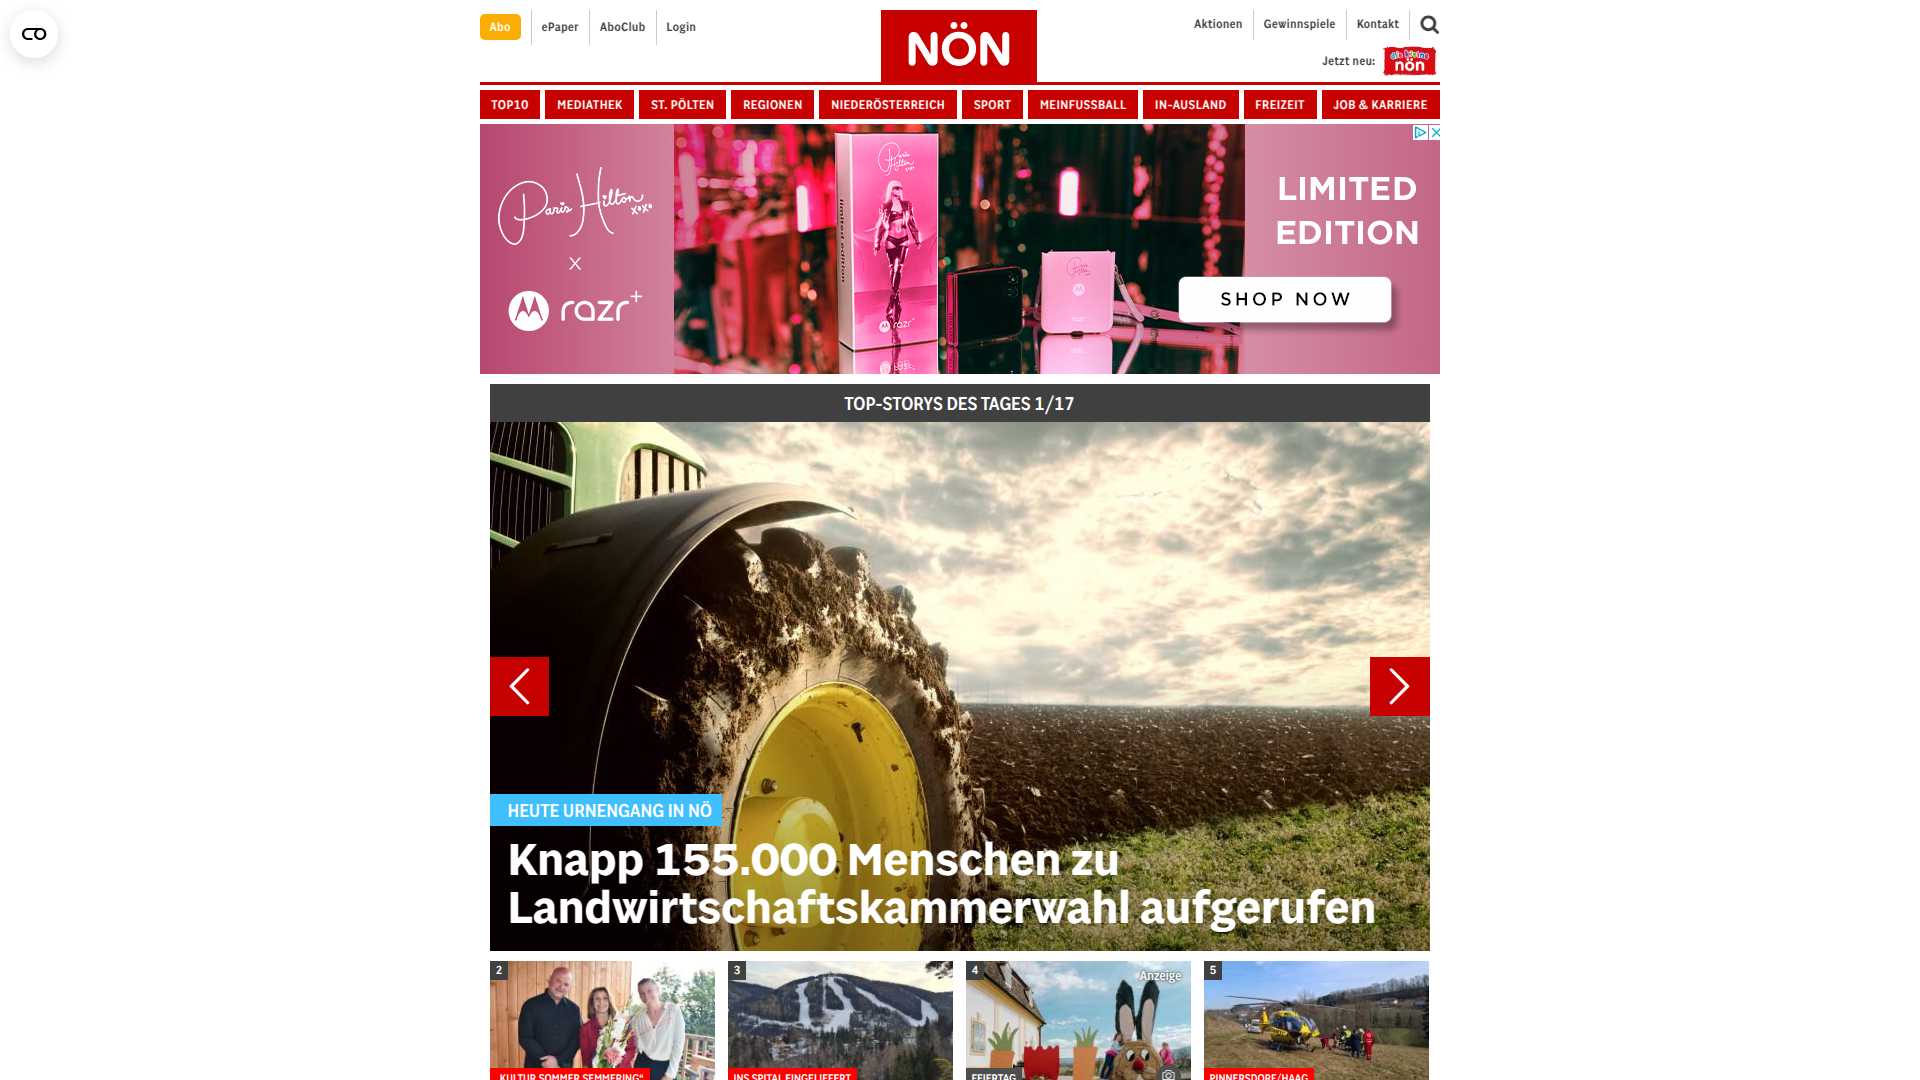 Abo
ePaper
AboClub
Login
NÖN
Aktionen
Gewinnspiele
Kontakt
Jetzt neu:
die kleine
nön
TOP10
MEDIATHEK
ST. PÖLTEN
REGIONEN
NIEDERÖSTERREICH
SPORT
MEINFUSSBALL
IN-AUSLAND
FREIZEIT
JOB & KARRIERE
Paris Hilton
xoxo
X
razr+
Paris
Hilton
limited edition
razr+
LIMITED
EDITION
SHOP NOW
TOP-STORYS DES TAGES 1/17
HEUTE URNENGANG IN NÖ
Knapp 155.000 Menschen zu
Landwirtschaftskammerwahl aufgerufen
2
3
4
Anzeige
5
„KULTUR.SOMMER.SEMMERING“
INS SPITAL EINGELIEFERT
FEIERTAG
PINNERSDORF/HAAG